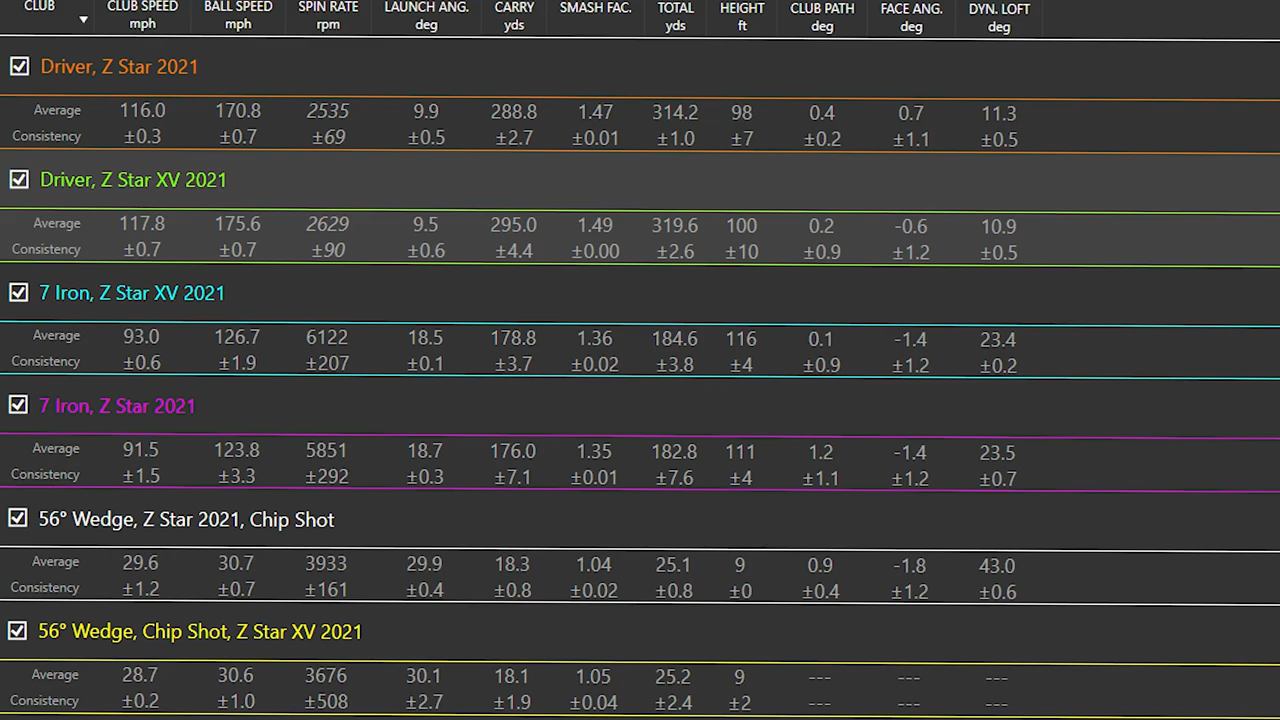 CLUB CLUB SPEED BALL SPEED SPIN RATE LAUNCH ANG. CARRY SMASH FAC. TOTAL HEIGHT CLUB PATH FACE ANG. DYN. LOFT
▼ mph mph rpm deg yds yds ft deg deg deg
Driver, Z Star 2021
Average 116.0 170.8 2535 9.9 288.8 1.47 314.2 98 0.4 0.7 11.3
Consistency ±0.3 ±0.7 ±69 ±0.5 ±2.7 ±0.01 ±1.0 ±7 ±0.2 ±1.1 ±0.5
Driver, Z Star XV 2021
Average 117.8 175.6 2629 9.5 295.0 1.49 319.6 100 0.2 -0.6 10.9
Consistency ±0.7 ±0.7 ±90 ±0.6 ±4.4 ±0.00 ±2.6 ±10 ±0.9 ±1.2 ±0.5
7 Iron, Z Star XV 2021
Average 93.0 126.7 6122 18.5 178.8 1.36 184.6 116 0.1 -1.4 23.4
Consistency ±0.6 ±1.9 ±207 ±0.1 ±3.7 ±0.02 ±3.8 ±4 ±0.9 ±1.2 ±0.2
7 Iron, Z Star 2021
Average 91.5 123.8 5851 18.7 176.0 1.35 182.8 111 1.2 -1.4 23.5
Consistency ±1.5 ±3.3 ±292 ±0.3 ±7.1 ±0.01 ±7.6 ±4 ±1.1 ±1.2 ±0.7
56° Wedge, Z Star 2021, Chip Shot
Average 29.6 30.7 3933 29.9 18.3 1.04 25.1 9 0.9 -1.8 43.0
Consistency ±1.2 ±0.7 ±161 ±0.4 ±0.8 ±0.02 ±0.8 ±0 ±0.4 ±1.2 ±0.6
56° Wedge, Chip Shot, Z Star XV 2021
Average 28.7 30.6 3676 30.1 18.1 1.05 25.2 9 --- --- ---
Consistency ±0.2 ±1.0 ±508 ±2.7 ±1.9 ±0.04 ±2.4 ±2 --- --- ---